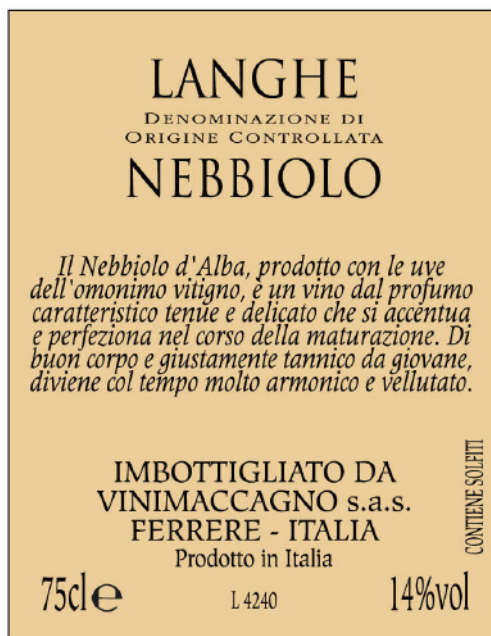 LANGHE
DENOMINAZIONE DI
ORIGINE CONTROLLATA
NEBBIOLO
Il Nebbiolo d'Alba, prodotto con le uve
dell'omonimo vitigno, è un vino dal profumo
caratteristico tenue e delicato che si accentua
e perfeziona nel corso della maturazione. Di
buon corpo e giustamente tannico da giovane,
diviene col tempo molto armonico e vellutato.
IMBOTTIGLIATO DA
VINIMACCAGNO s.a.s.
FERRERE - ITALIA
Prodotto in Italia
CONTIENE SOLFITI
75cl e
L 4240
14%vol